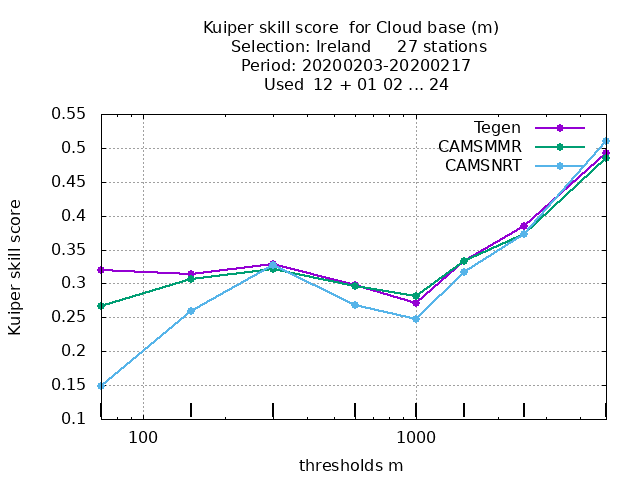 Kuiper skill score  for Cloud base (m)
Selection: Ireland     27 stations
Period: 20200203-20200217
Used  12 + 01 02 ... 24
Tegen
CAMSMMR
CAMSNRT
0.55
0.5
0.45
0.4
0.35
0.3
0.25
0.2
0.15
0.1
Kuiper skill score
100
1000
thresholds m